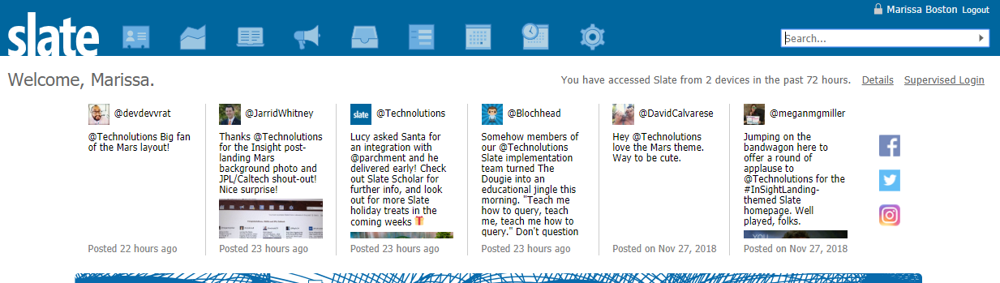 Marissa Boston Logout
slate
Search...
Welcome, Marissa.
You have accessed Slate from 2 devices in the past 72 hours. Details Supervised Login
@devdevvrat
@Technolutions Big fan
of the Mars layout!
Posted 22 hours ago
@JarridWhitney
Thanks @Technolutions
for the Insight post-
landing Mars
background photo and
JPL/Caltech shout-out!
Nice surprise!
Posted 23 hours ago
slate
@Technolutions
Lucy asked Santa for
an integration with
@parchment and he
delivered early! Check
out Slate Scholar for
further info, and look
out for more Slate
holiday treats in the
coming weeks 🎁
Posted 23 hours ago
@Blochhead
Somehow members of
our @Technolutions
Slate implementation
team turned The
Dougie into an
educational jingle this
morning. "Teach me
how to query, teach
me, teach me how to
query." Don't question
Posted 23 hours ago
@DavidCalvarese
Hey @Technolutions
love the Mars theme.
Way to be cute.
Posted on Nov 27, 2018
@meganmgmiller
Jumping on the
bandwagon here to
offer a round of
applause to
@Technolutions for the
#InSightLanding-
themed Slate
homepage. Well
played, folks.
YOU
Posted on Nov 27, 2018